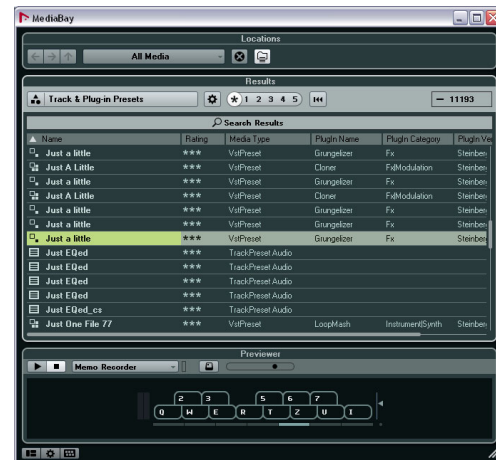 MediaBay
Locations
All Media
Results
Track & Plug-in Presets * 1 2 3 4 5 11193
Search Results
Name Rating Media Type PlugIn Name PlugIn Category PlugIn Ve
Just a little *** VstPreset Grungelizer Fx Steinberg
Just A Little *** VstPreset Cloner Fx|Modulation Steinberg
Just a little *** VstPreset Grungelizer Fx Steinberg
Just A Little *** VstPreset Cloner Fx|Modulation Steinberg
Just a little *** VstPreset Grungelizer Fx Steinberg
Just a little *** VstPreset Grungelizer Fx Steinberg
Just a little *** VstPreset Grungelizer Fx Steinberg
Just EQed *** TrackPreset Audio
Just EQed *** TrackPreset Audio
Just EQed *** TrackPreset Audio
Just EQed *** TrackPreset Audio
Just EQed_cs *** TrackPreset Audio
Just One File 77 *** VstPreset LoopMash Instrument|Synth Steinberg
Previewer
Memo Recorder
2 3 5 6 7
Q W E R T Z U I